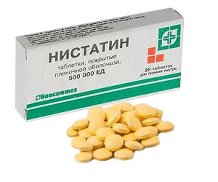 НИСТАТИН
таблетки, покрытые
пленочной оболочкой,
500 000 ЕД
Биосинтез
20 таблеток